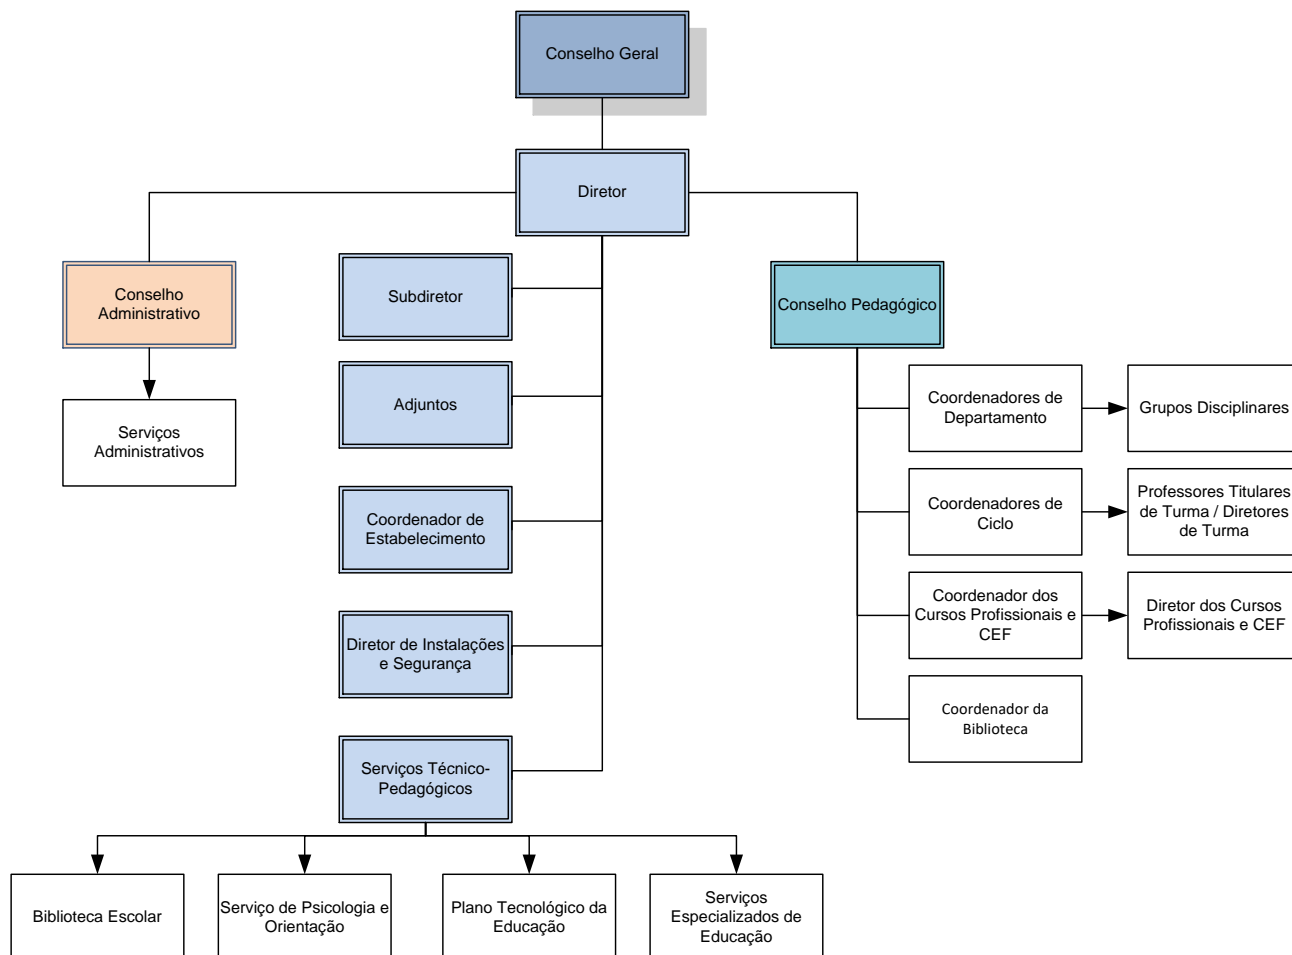 Conselho Geral
Diretor
Conselho
Administrativo
Subdiretor
Conselho Pedagógico
Adjuntos
Serviços
Administrativos
Coordenadores de
Departamento
Grupos Disciplinares
Coordenador de
Estabelecimento
Coordenadores de
Ciclo
Professores Titulares
de Turma / Diretores
de Turma
Coordenador dos
Cursos Profissionais e
CEF
Diretor dos Cursos
Profissionais e CEF
Diretor de Instalações
e Segurança
Coordenador da
Biblioteca
Serviços Técnico-
Pedagógicos
Biblioteca Escolar
Serviço de Psicologia e
Orientação
Plano Tecnológico da
Educação
Serviços
Especializados de
Educação